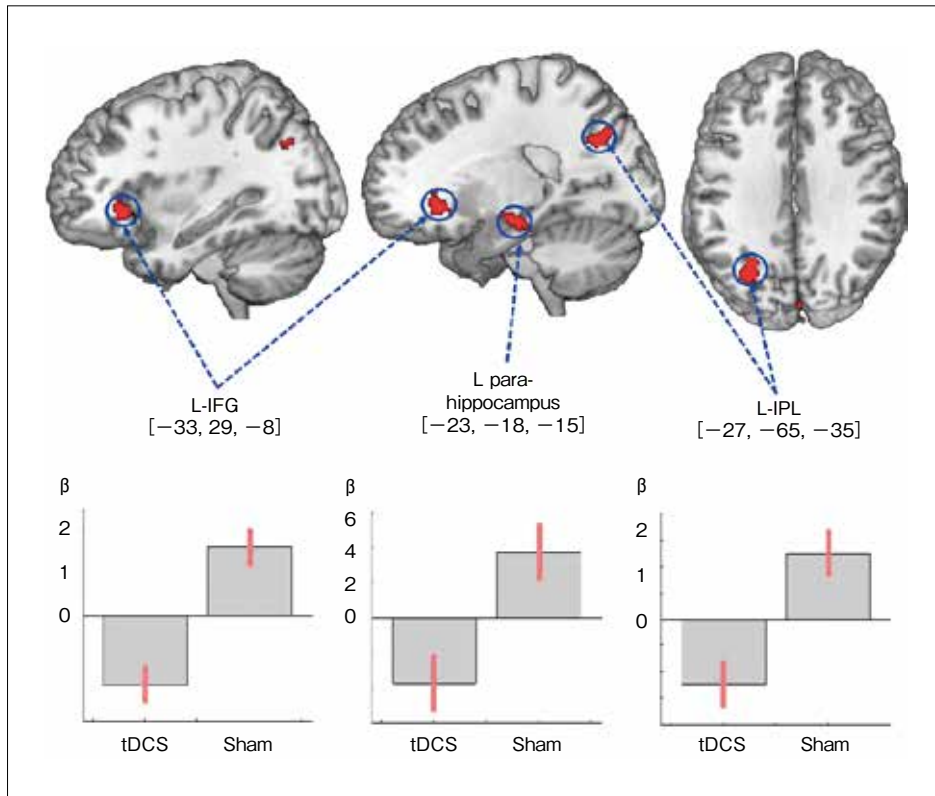 L-IFG
[−33, 29, −8]
L para-
hippocampus
[−23, −18, −15]
L-IPL
[−27, −65, −35]
β
2
1
0
tDCS Sham
β
6
4
2
0
tDCS Sham
β
2
1
0
tDCS Sham